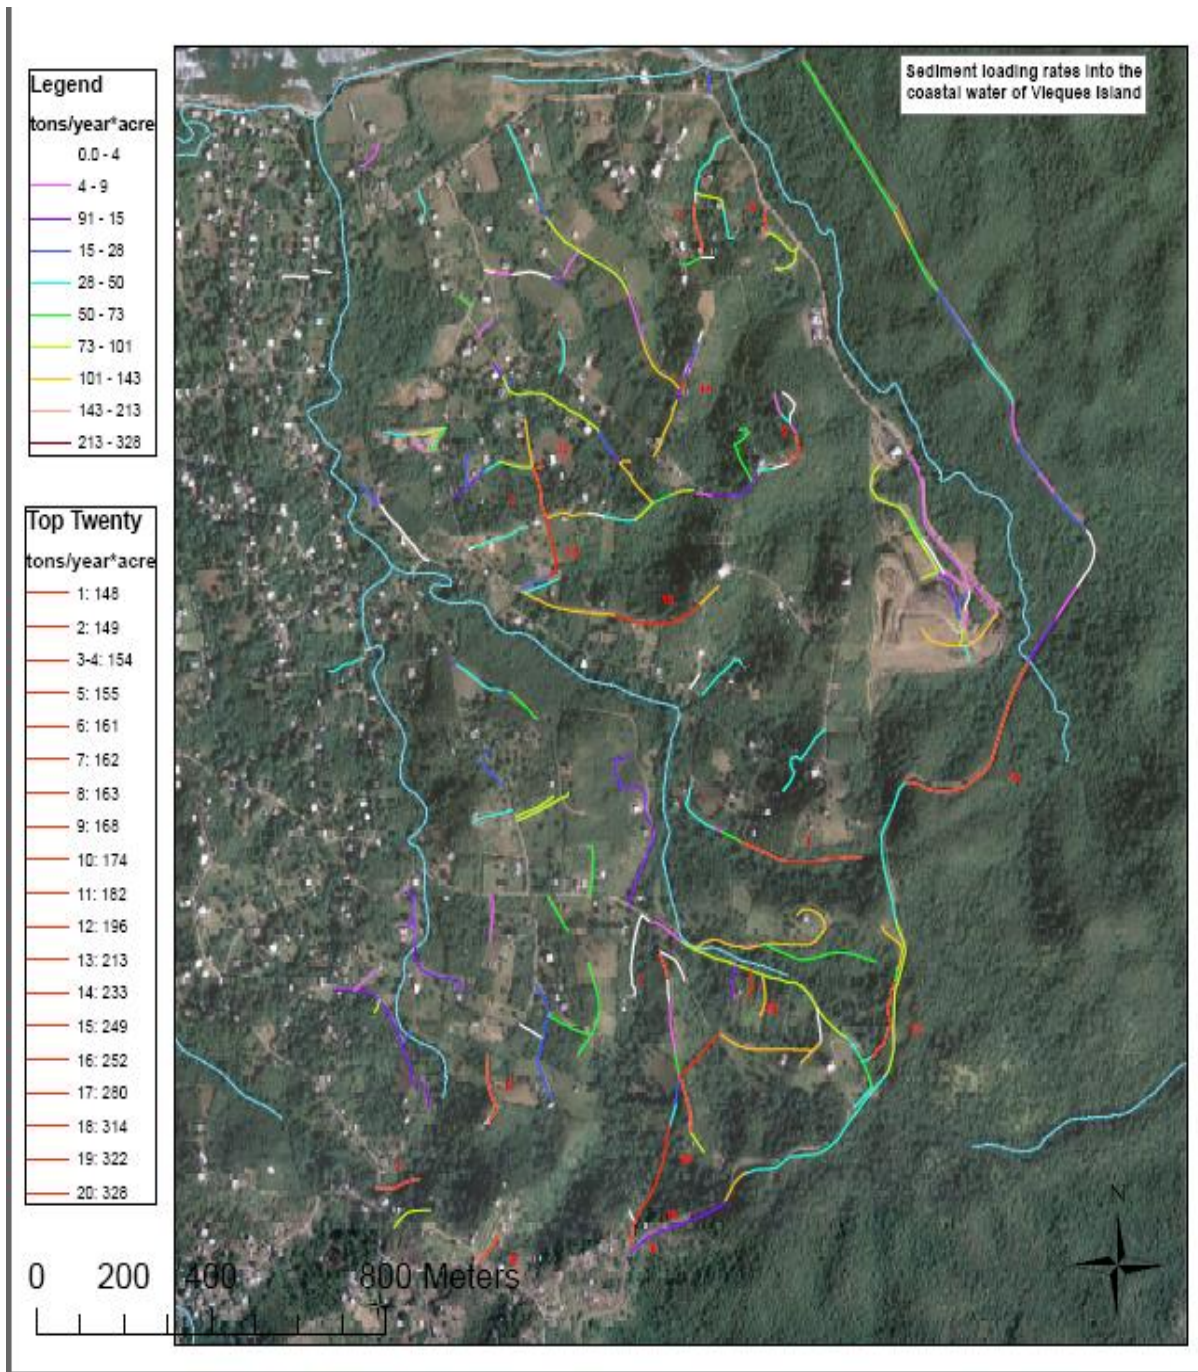 Sediment loading rates into the
coastal water of Vieques Island
Legend
tons/year*acre
0.0 - 4
4 - 9
91 - 15
15 - 28
28 - 50
50 - 73
73 - 101
101 - 143
143 - 213
213 - 328
Top Twenty
tons/year*acre
1: 148
2: 149
3-4: 154
5: 155
6: 161
7: 162
8: 163
9: 168
10: 174
11: 182
12: 196
13: 213
14: 233
15: 249
16: 252
17: 280
18: 314
19: 322
20: 328
N
0 200 400 800 Meters